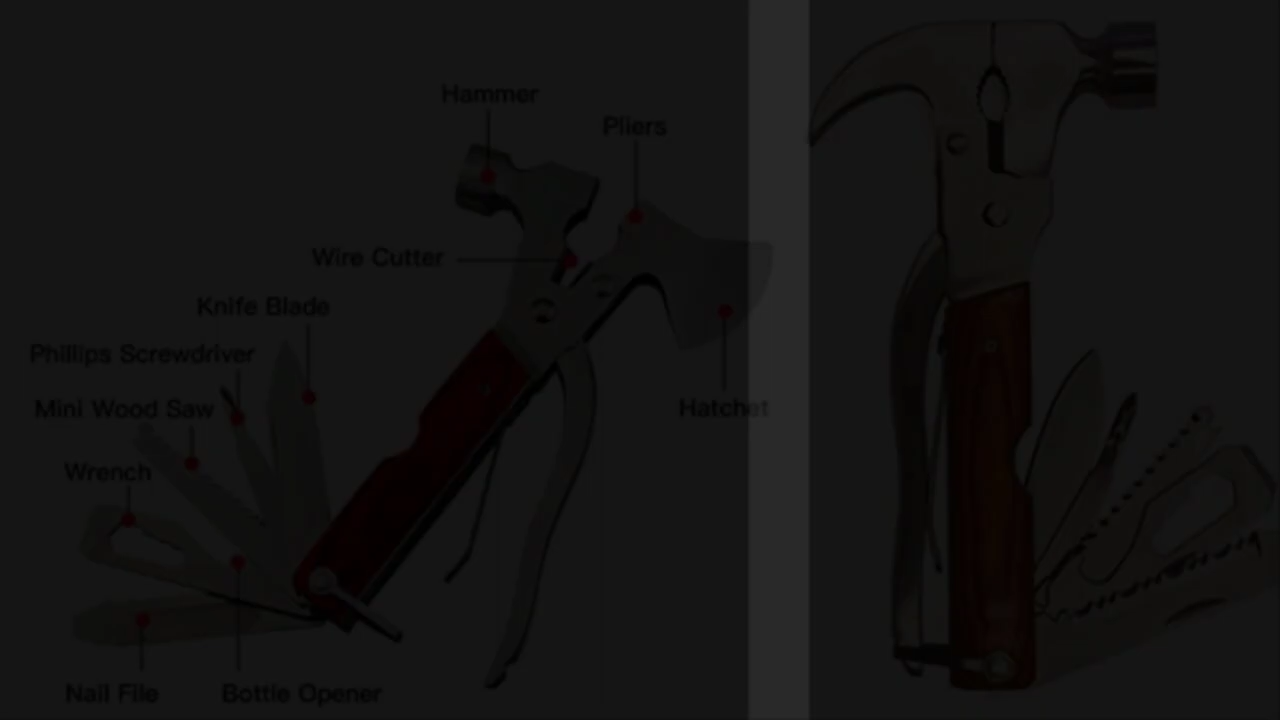 Hammer
Pliers
Wire Cutter
Knife Blade
Phillips Screwdriver
Mini Wood Saw
Hatchet
Wrench
Nail File
Bottle Opener